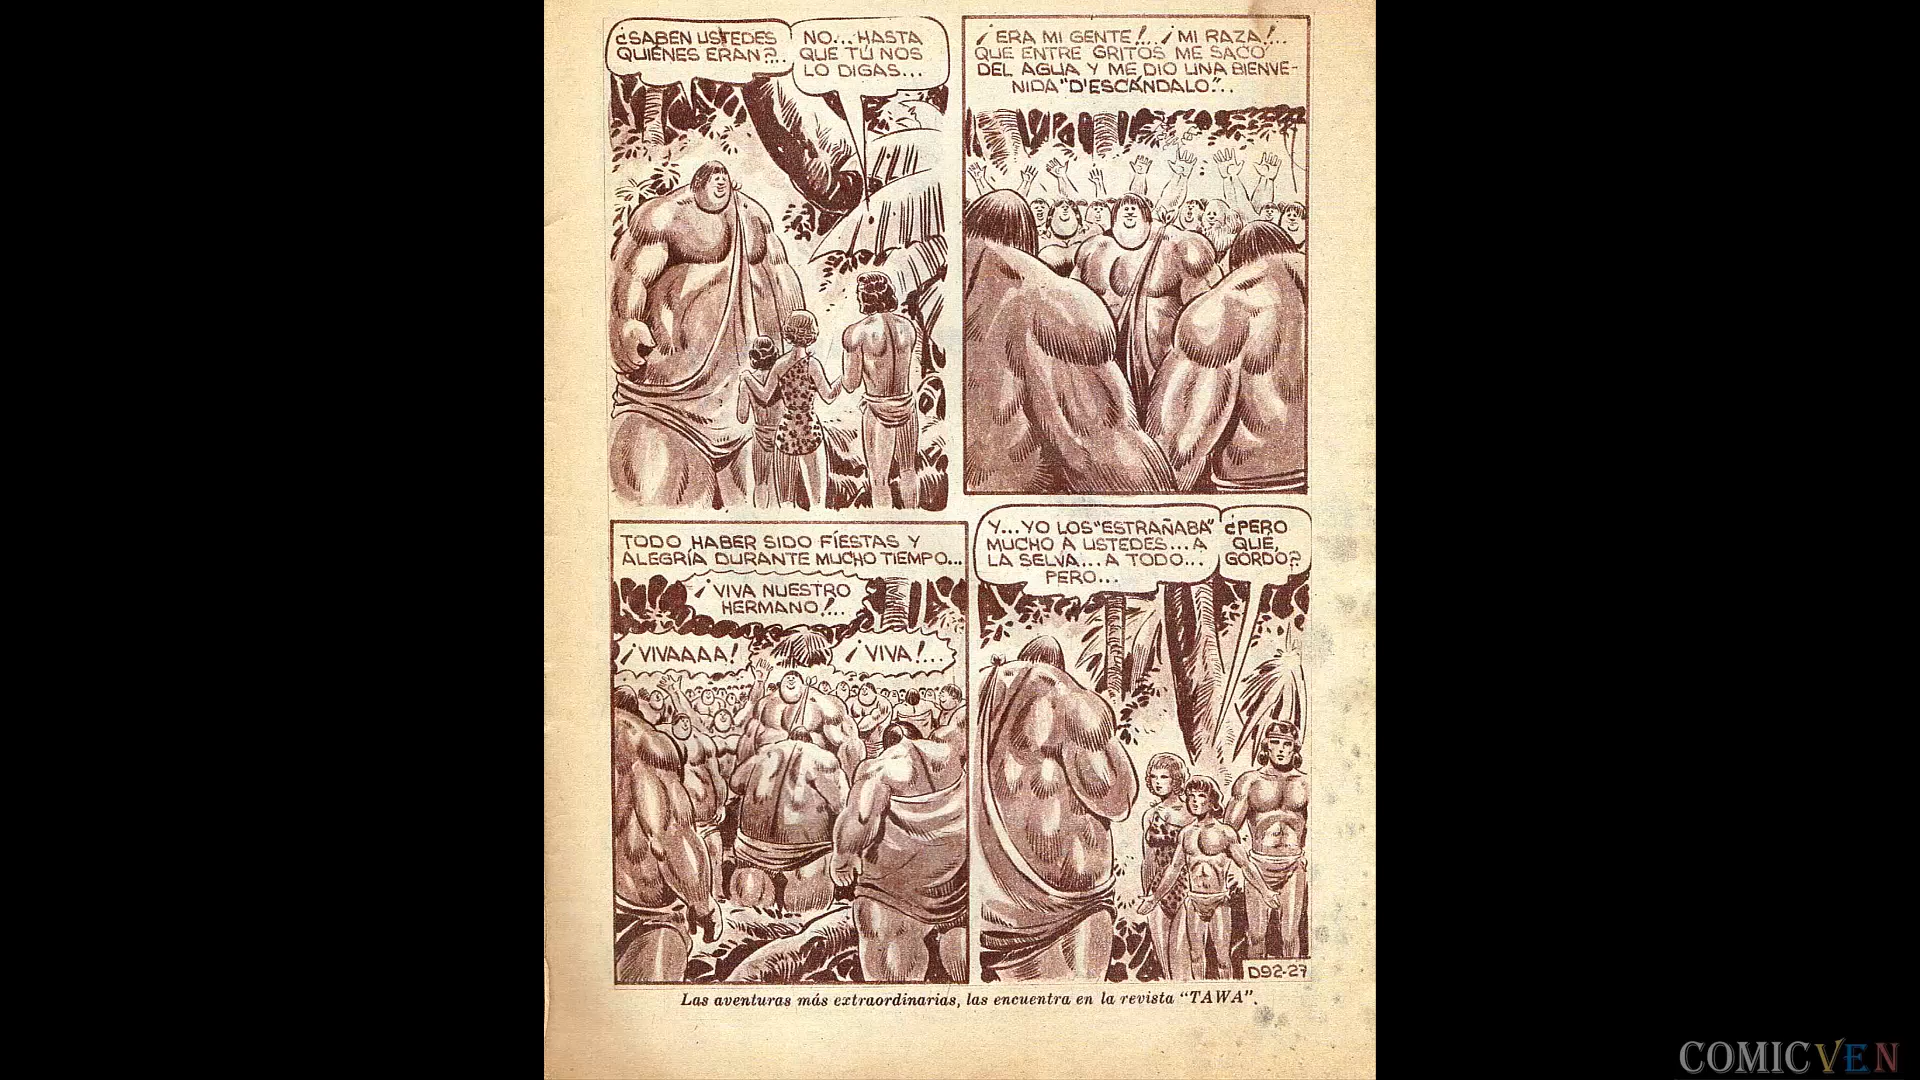 ¿SABEN USTEDES
QUIÉNES ERAN?...
NO... HASTA
QUE TÚ NOS
LO DIGAS...
¡ERA MI GENTE!...¡MI RAZA!...
QUE ENTRE GRITOS ME SACÓ
DEL AGUA Y ME DIO UNA BIENVE-
NIDA "D'ESCÁNDALO"...
TODO HABER SIDO FIESTAS Y
ALEGRÍA DURANTE MUCHO TIEMPO...
¡VIVA NUESTRO
HERMANO!...
¡VIVAAAA!
¡VIVA!...
Y...YO LOS "ESTRAÑABA"
MUCHO A USTEDES...A
LA SELVA...A TODO...
PERO...
¿PERO
QUE,
GORDO?
D92-27
Las aventuras más extraordinarias, las encuentra en la revista "TAWA".
COMICVEN